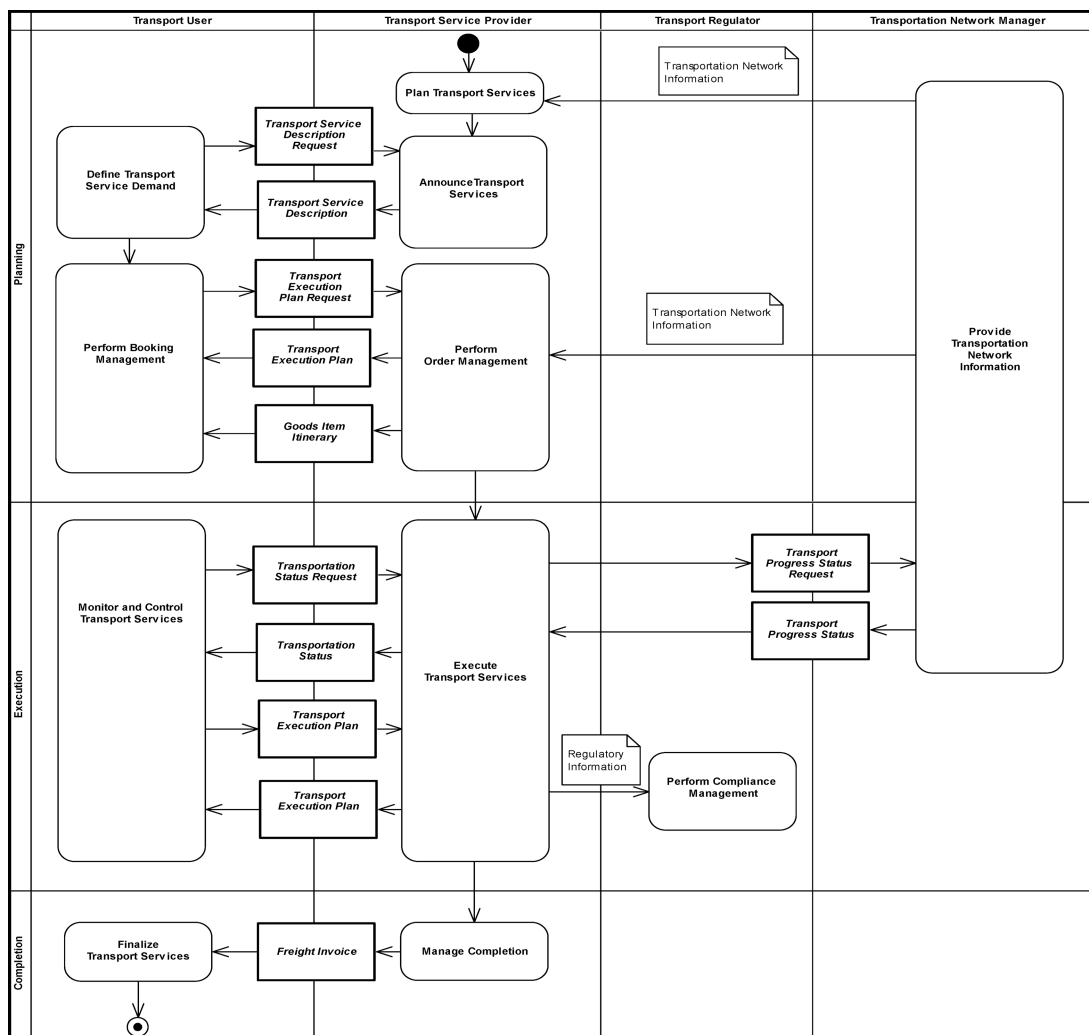 Transport User
Transport Service Provider
Transport Regulator
Transportation Network Manager
Planning
Transportation Network
Information
Plan Transport Services
Transport Service
Description
Request
Define Transport
Service Demand
AnnounceTransport
Services
Transport Service
Description
Transport
Execution
Plan Request
Transportation Network
Information
Perform Booking
Management
Transport
Execution Plan
Perform
Order Management
Provide
Transportation
Network
Information
Goods Item
Itinerary
Execution
Transportation
Status Request
Transport
Progress Status
Request
Monitor and Control
Transport Services
Transportation
Status
Execute
Transport Services
Transport
Progress Status
Transport
Execution Plan
Regulatory
Information
Perform Compliance
Management
Transport
Execution Plan
Completion
Finalize
Transport Services
Freight Invoice
Manage Completion